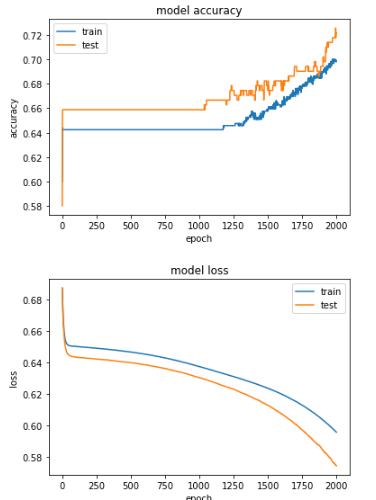 model accuracy
train
test
0.72
0.70
0.68
0.66
0.64
0.62
0.60
0.58
accuracy
0 250 500 750 1000 1250 1500 1750 2000
epoch
model loss
train
test
0.68
0.66
0.64
0.62
0.60
0.58
loss
0 250 500 750 1000 1250 1500 1750 2000
epoch